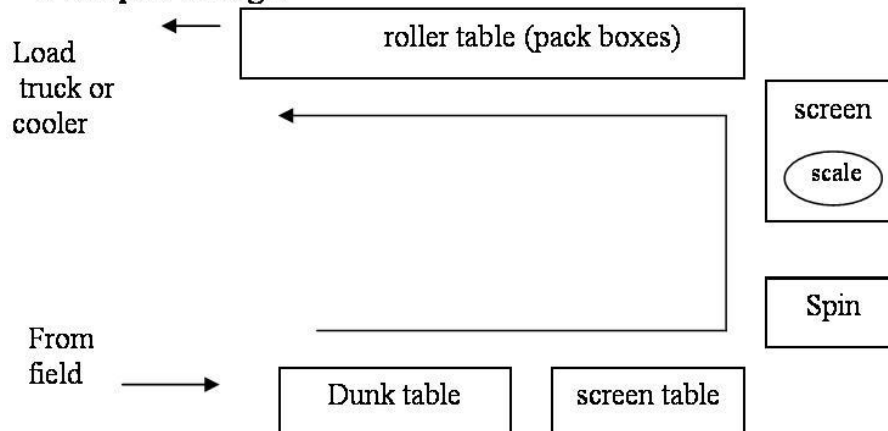 roller table (pack boxes)
Load
truck or
cooler
screen
scale
Spin
From
field
Dunk table
screen table